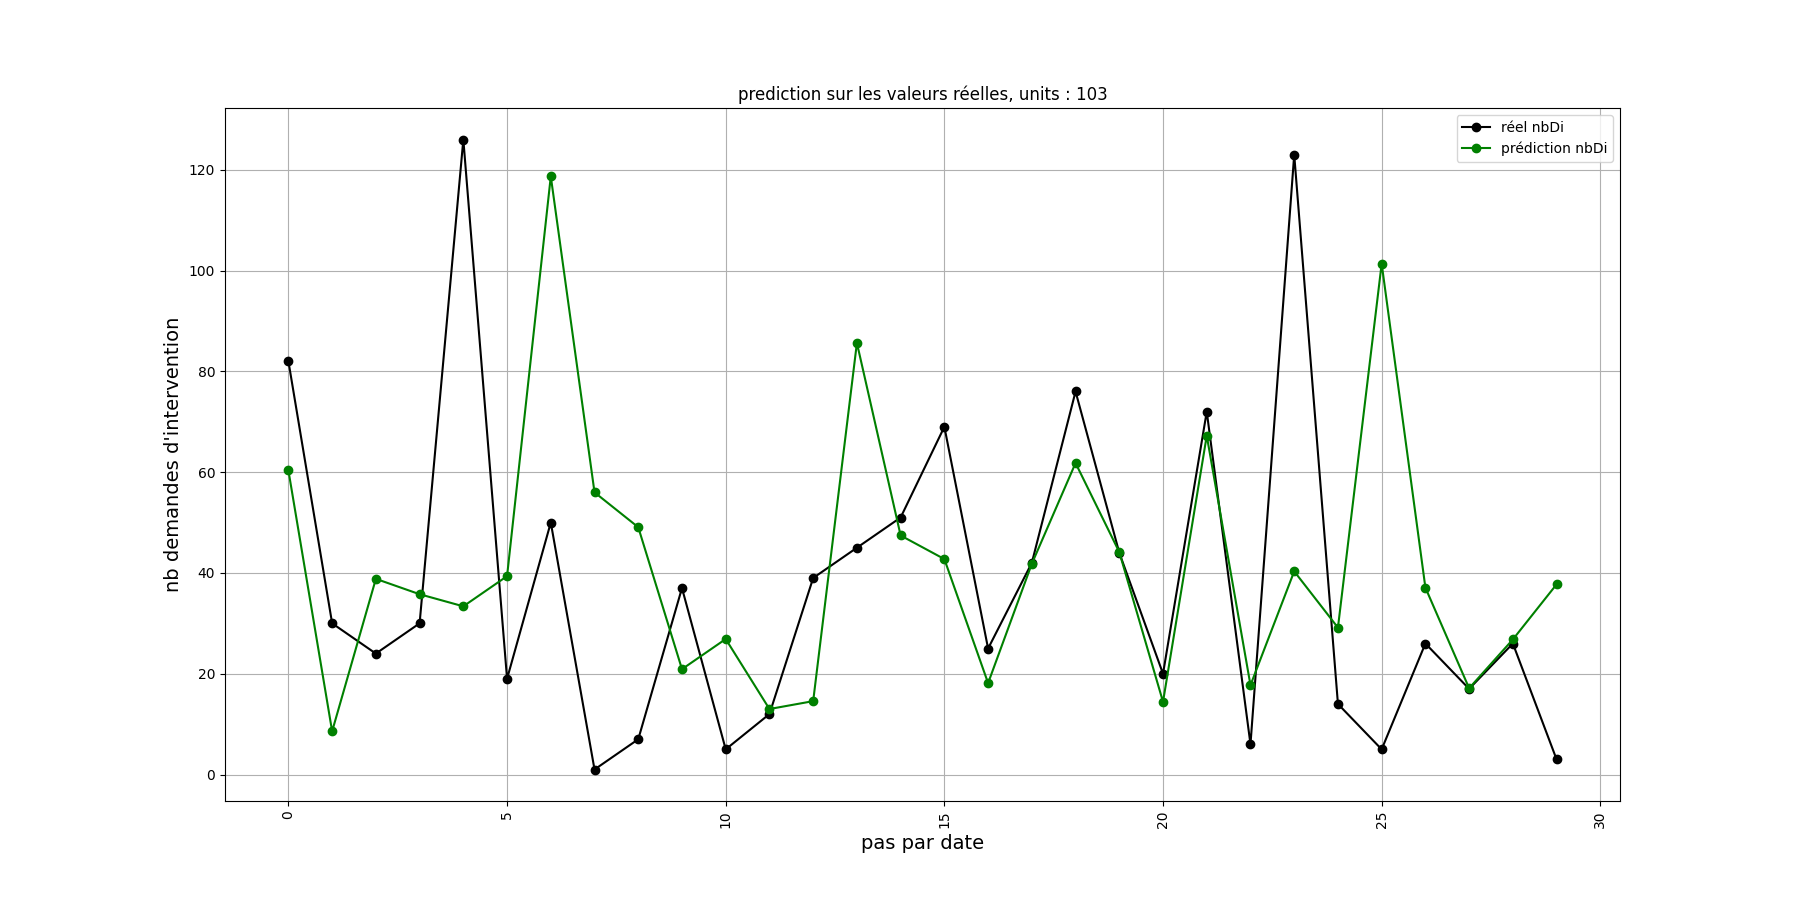 prediction sur les valeurs réelles, units : 103
réel nbDi
prédiction nbDi
nb demandes d'intervention
120
100
80
60
40
20
0
0 5 10 15 20 25 30
pas par date